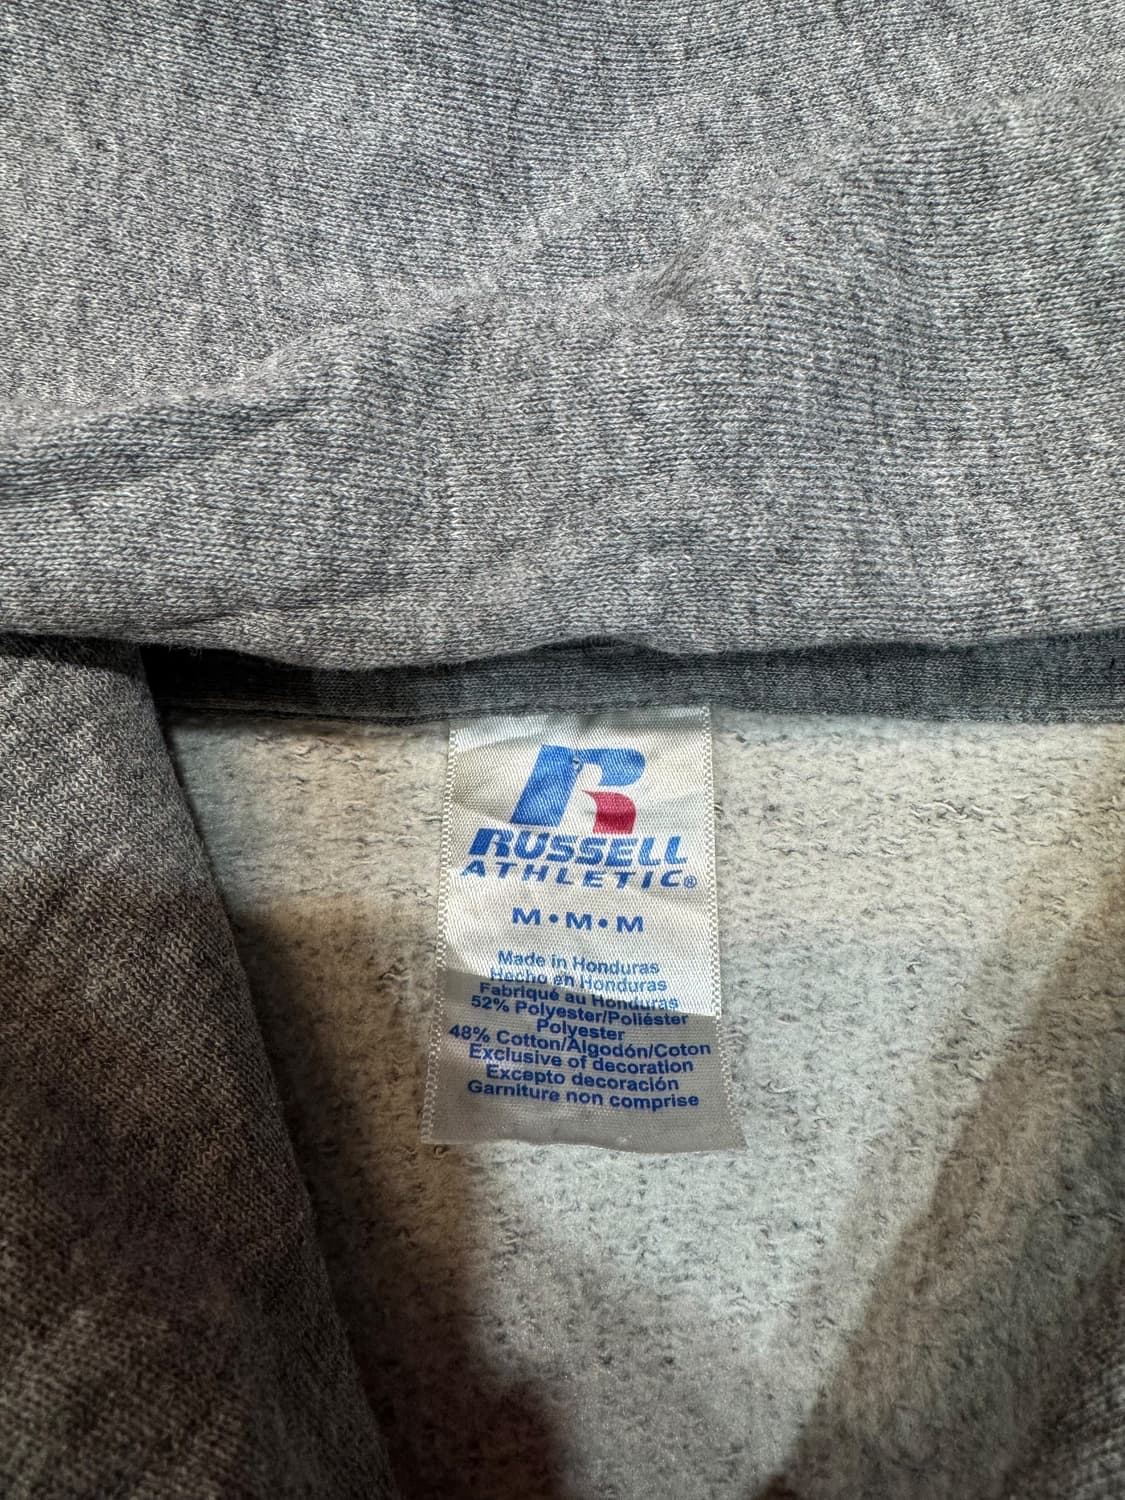 R
RUSSELL
ATHLETIC®
M•M•M
Made in Honduras
Hecho en Honduras
Fabriqué au Honduras
52% Polyester/Poliéster
Polyester
48% Cotton/Algodón/Coton
Exclusive of decoration
Excepto decoración
Garniture non comprise